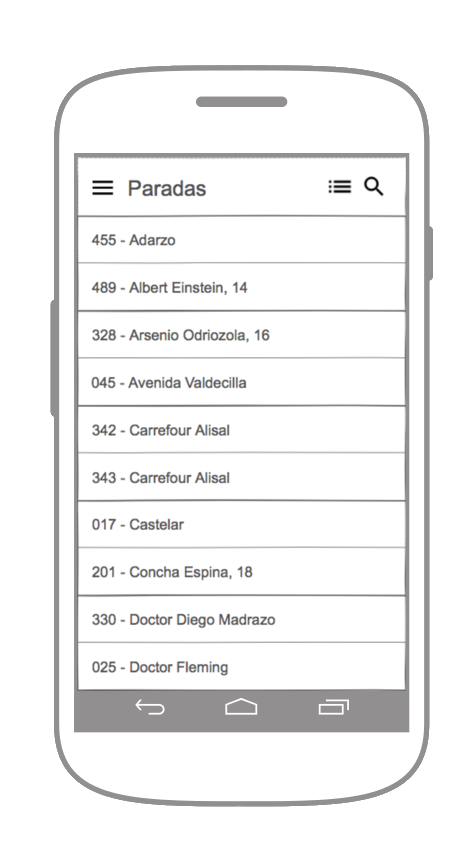 Paradas
455 - Adarzo
489 - Albert Einstein, 14
328 - Arsenio Odriozola, 16
045 - Avenida Valdecilla
342 - Carrefour Alisal
343 - Carrefour Alisal
017 - Castelar
201 - Concha Espina, 18
330 - Doctor Diego Madrazo
025 - Doctor Fleming